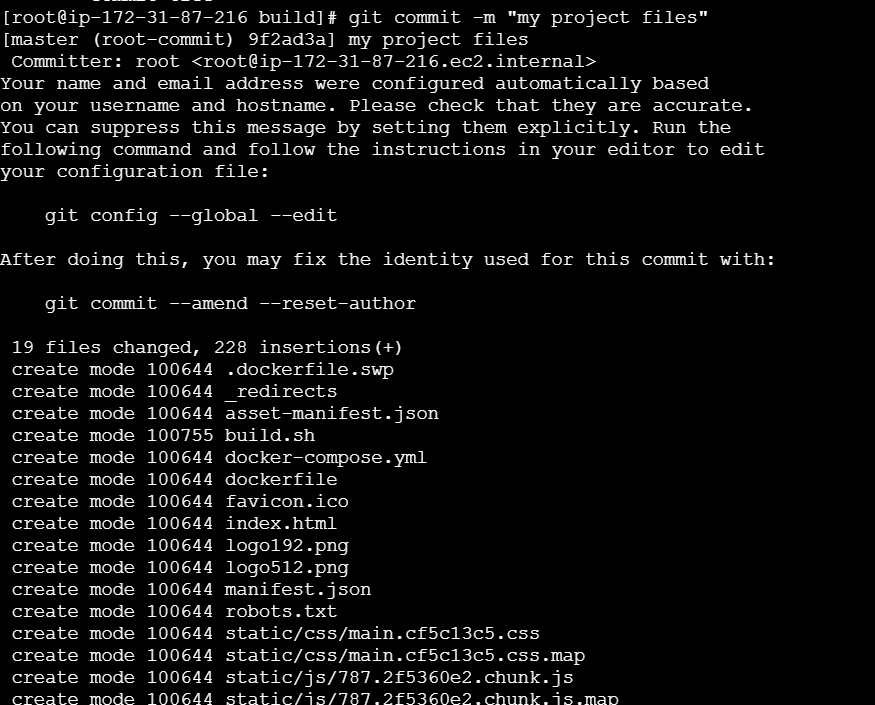 [root@ip-172-31-87-216 build]# git commit -m "my project files"
[master (root-commit) 9f2ad3a] my project files
 Committer: root <root@ip-172-31-87-216.ec2.internal>
Your name and email address were configured automatically based
on your username and hostname. Please check that they are accurate.
You can suppress this message by setting them explicitly. Run the
following command and follow the instructions in your editor to edit
your configuration file:

    git config --global --edit

After doing this, you may fix the identity used for this commit with:

    git commit --amend --reset-author

 19 files changed, 228 insertions(+)
 create mode 100644 .dockerfile.swp
 create mode 100644 _redirects
 create mode 100644 asset-manifest.json
 create mode 100755 build.sh
 create mode 100644 docker-compose.yml
 create mode 100644 dockerfile
 create mode 100644 favicon.ico
 create mode 100644 index.html
 create mode 100644 logo192.png
 create mode 100644 logo512.png
 create mode 100644 manifest.json
 create mode 100644 robots.txt
 create mode 100644 static/css/main.cf5c13c5.css
 create mode 100644 static/css/main.cf5c13c5.css.map
 create mode 100644 static/js/787.2f5360e2.chunk.js
 create mode 100644 static/js/787.2f5360e2.chunk.js.map